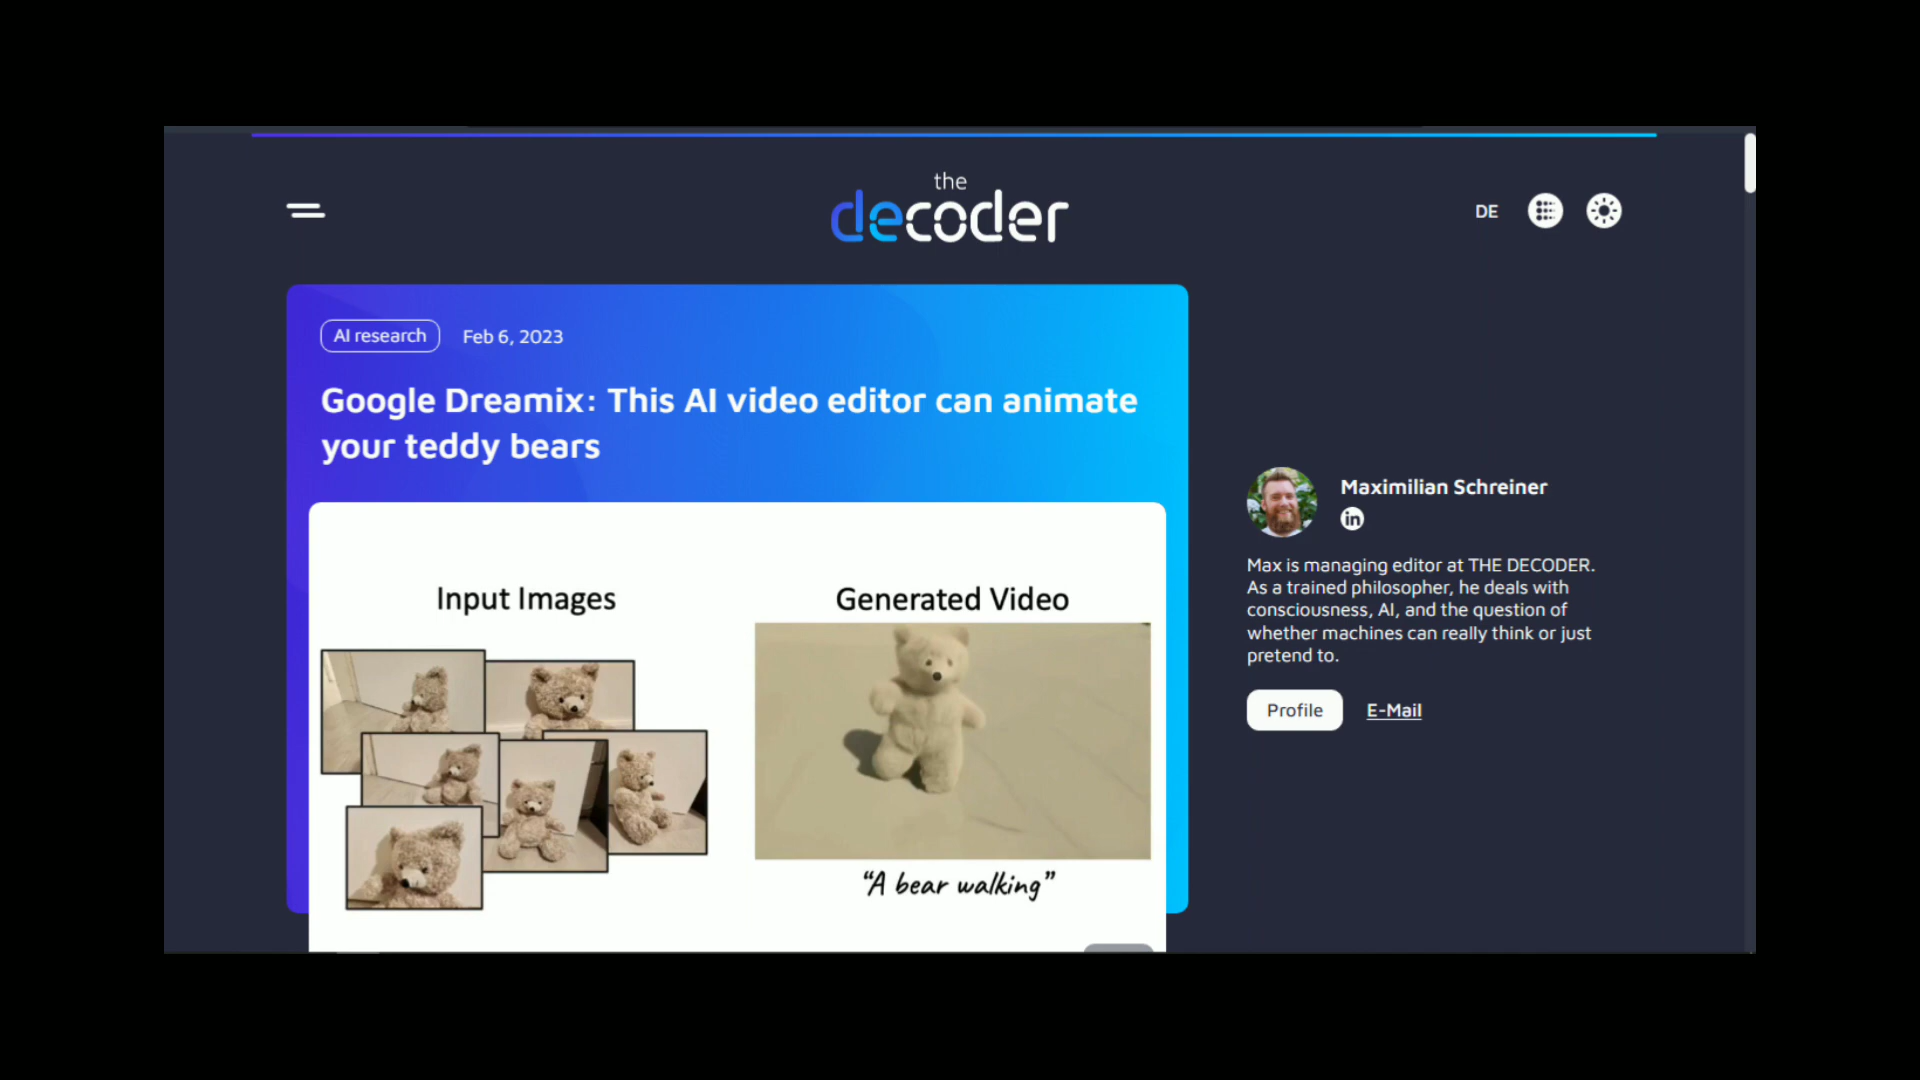 the
decoder
DE
AI research
Feb 6, 2023
Google Dreamix: This AI video editor can animate
your teddy bears
Input Images
Generated Video
"A bear walking"
Maximilian Schreiner
in
Max is managing editor at THE DECODER.
As a trained philosopher, he deals with
consciousness, AI, and the question of
whether machines can really think or just
pretend to.
Profile
E-Mail